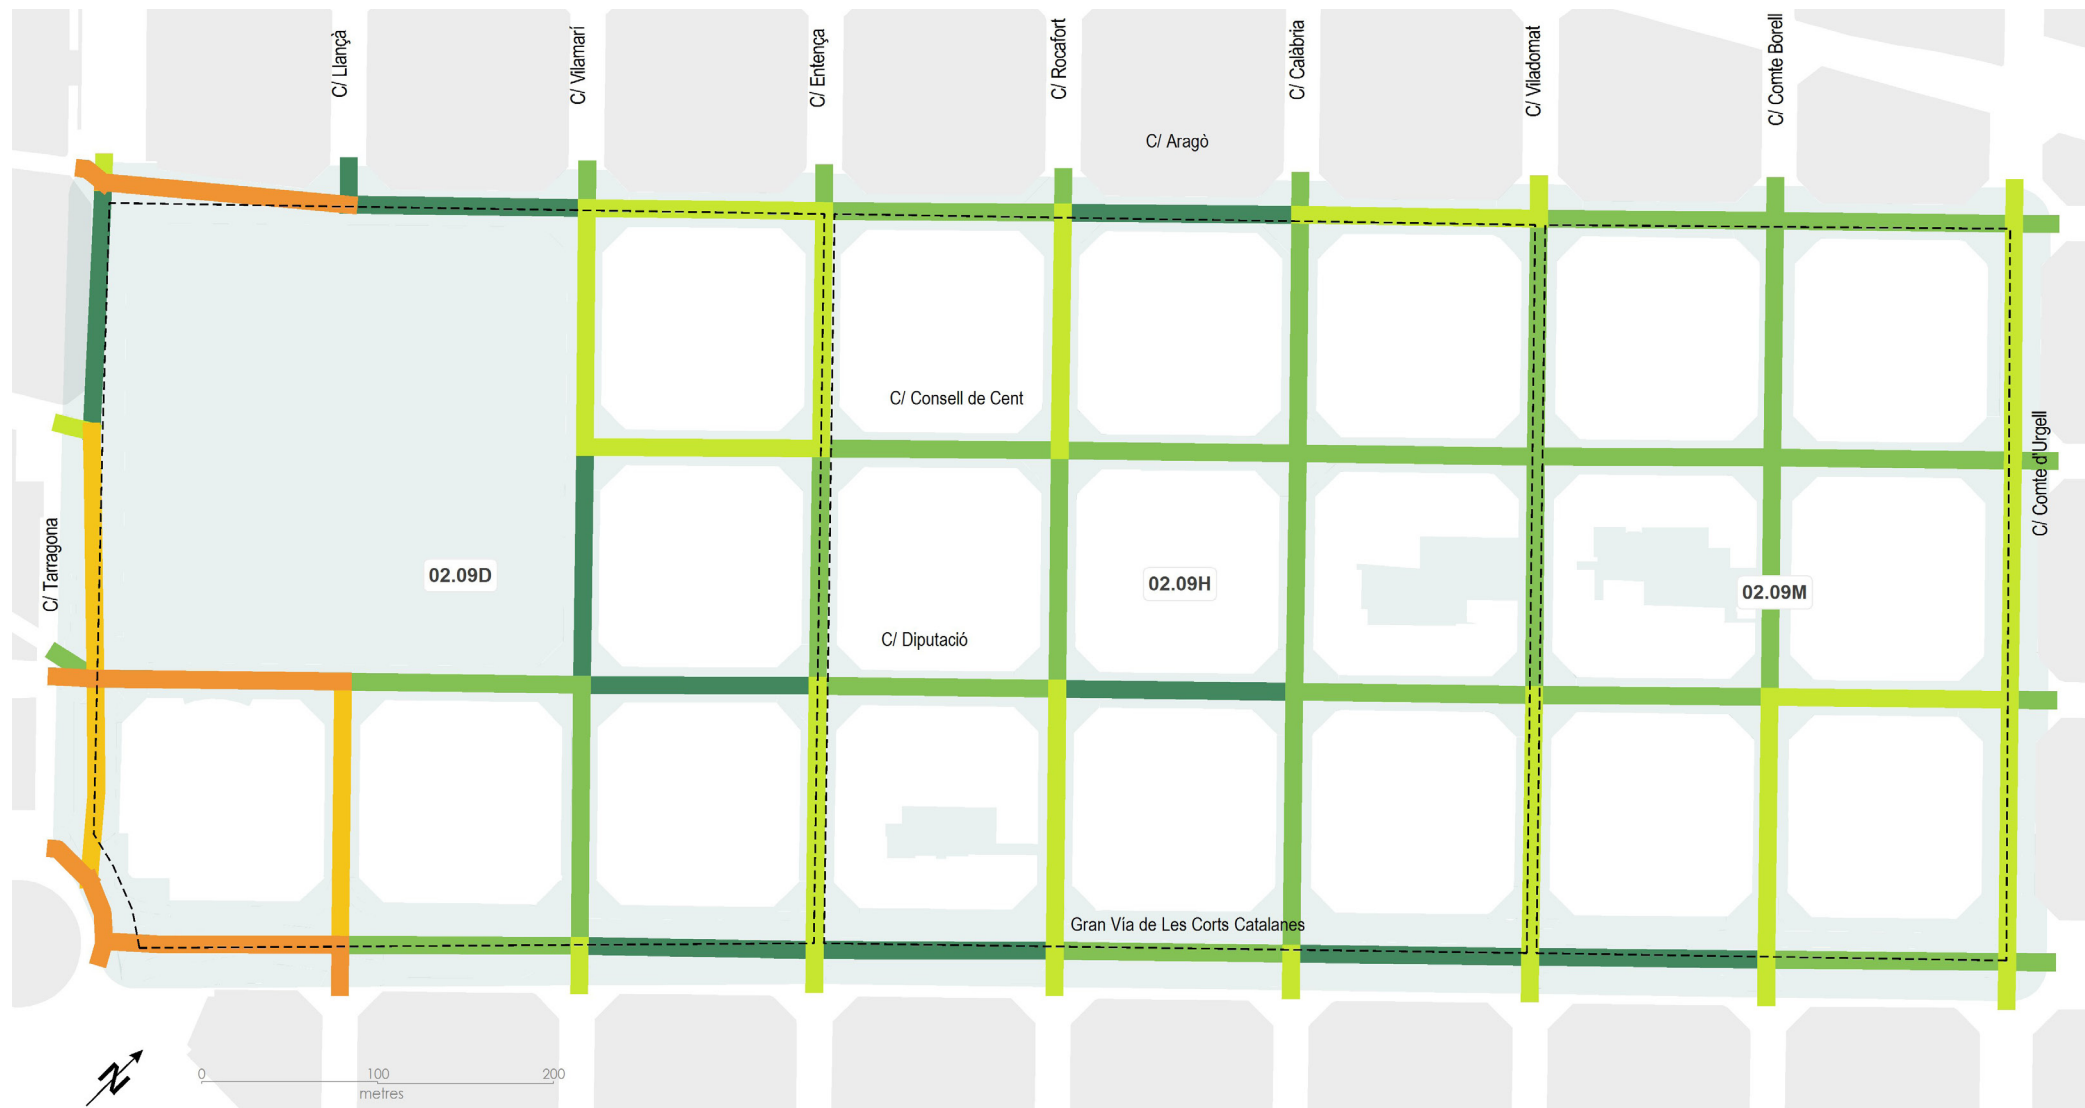 C/ Llançà
C/ Vilamarí
C/ Entença
C/ Rocafort
C/ Calàbria
C/ Viladomat
C/ Comte Borell
C/ Aragò
C/ Consell de Cent
C/ Comte d'Urgell
C/ Tarragona
02.09D
02.09H
02.09M
C/ Diputació
Gran Vía de Les Corts Catalanes
N
0 100 200
metres